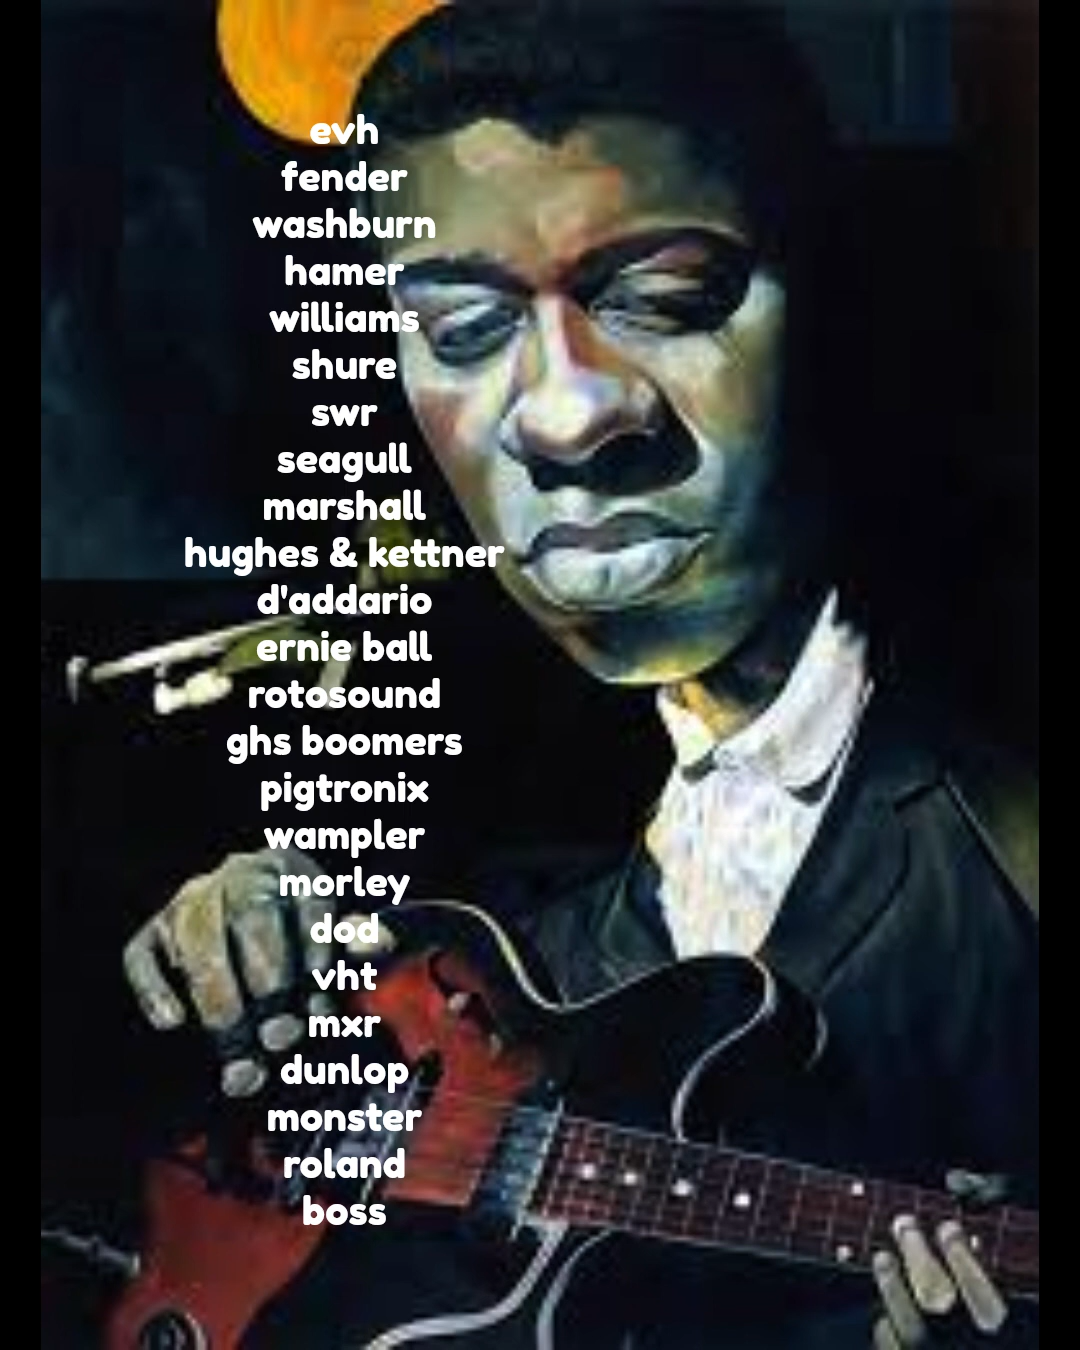 evh
fender
washburn
hamer
williams
shure
swr
seagull
marshall
hughes & kettner
d'addario
ernie ball
rotosound
ghs boomers
pigtronix
wampler
morley
dod
vht
mxr
dunlop
monster
roland
boss